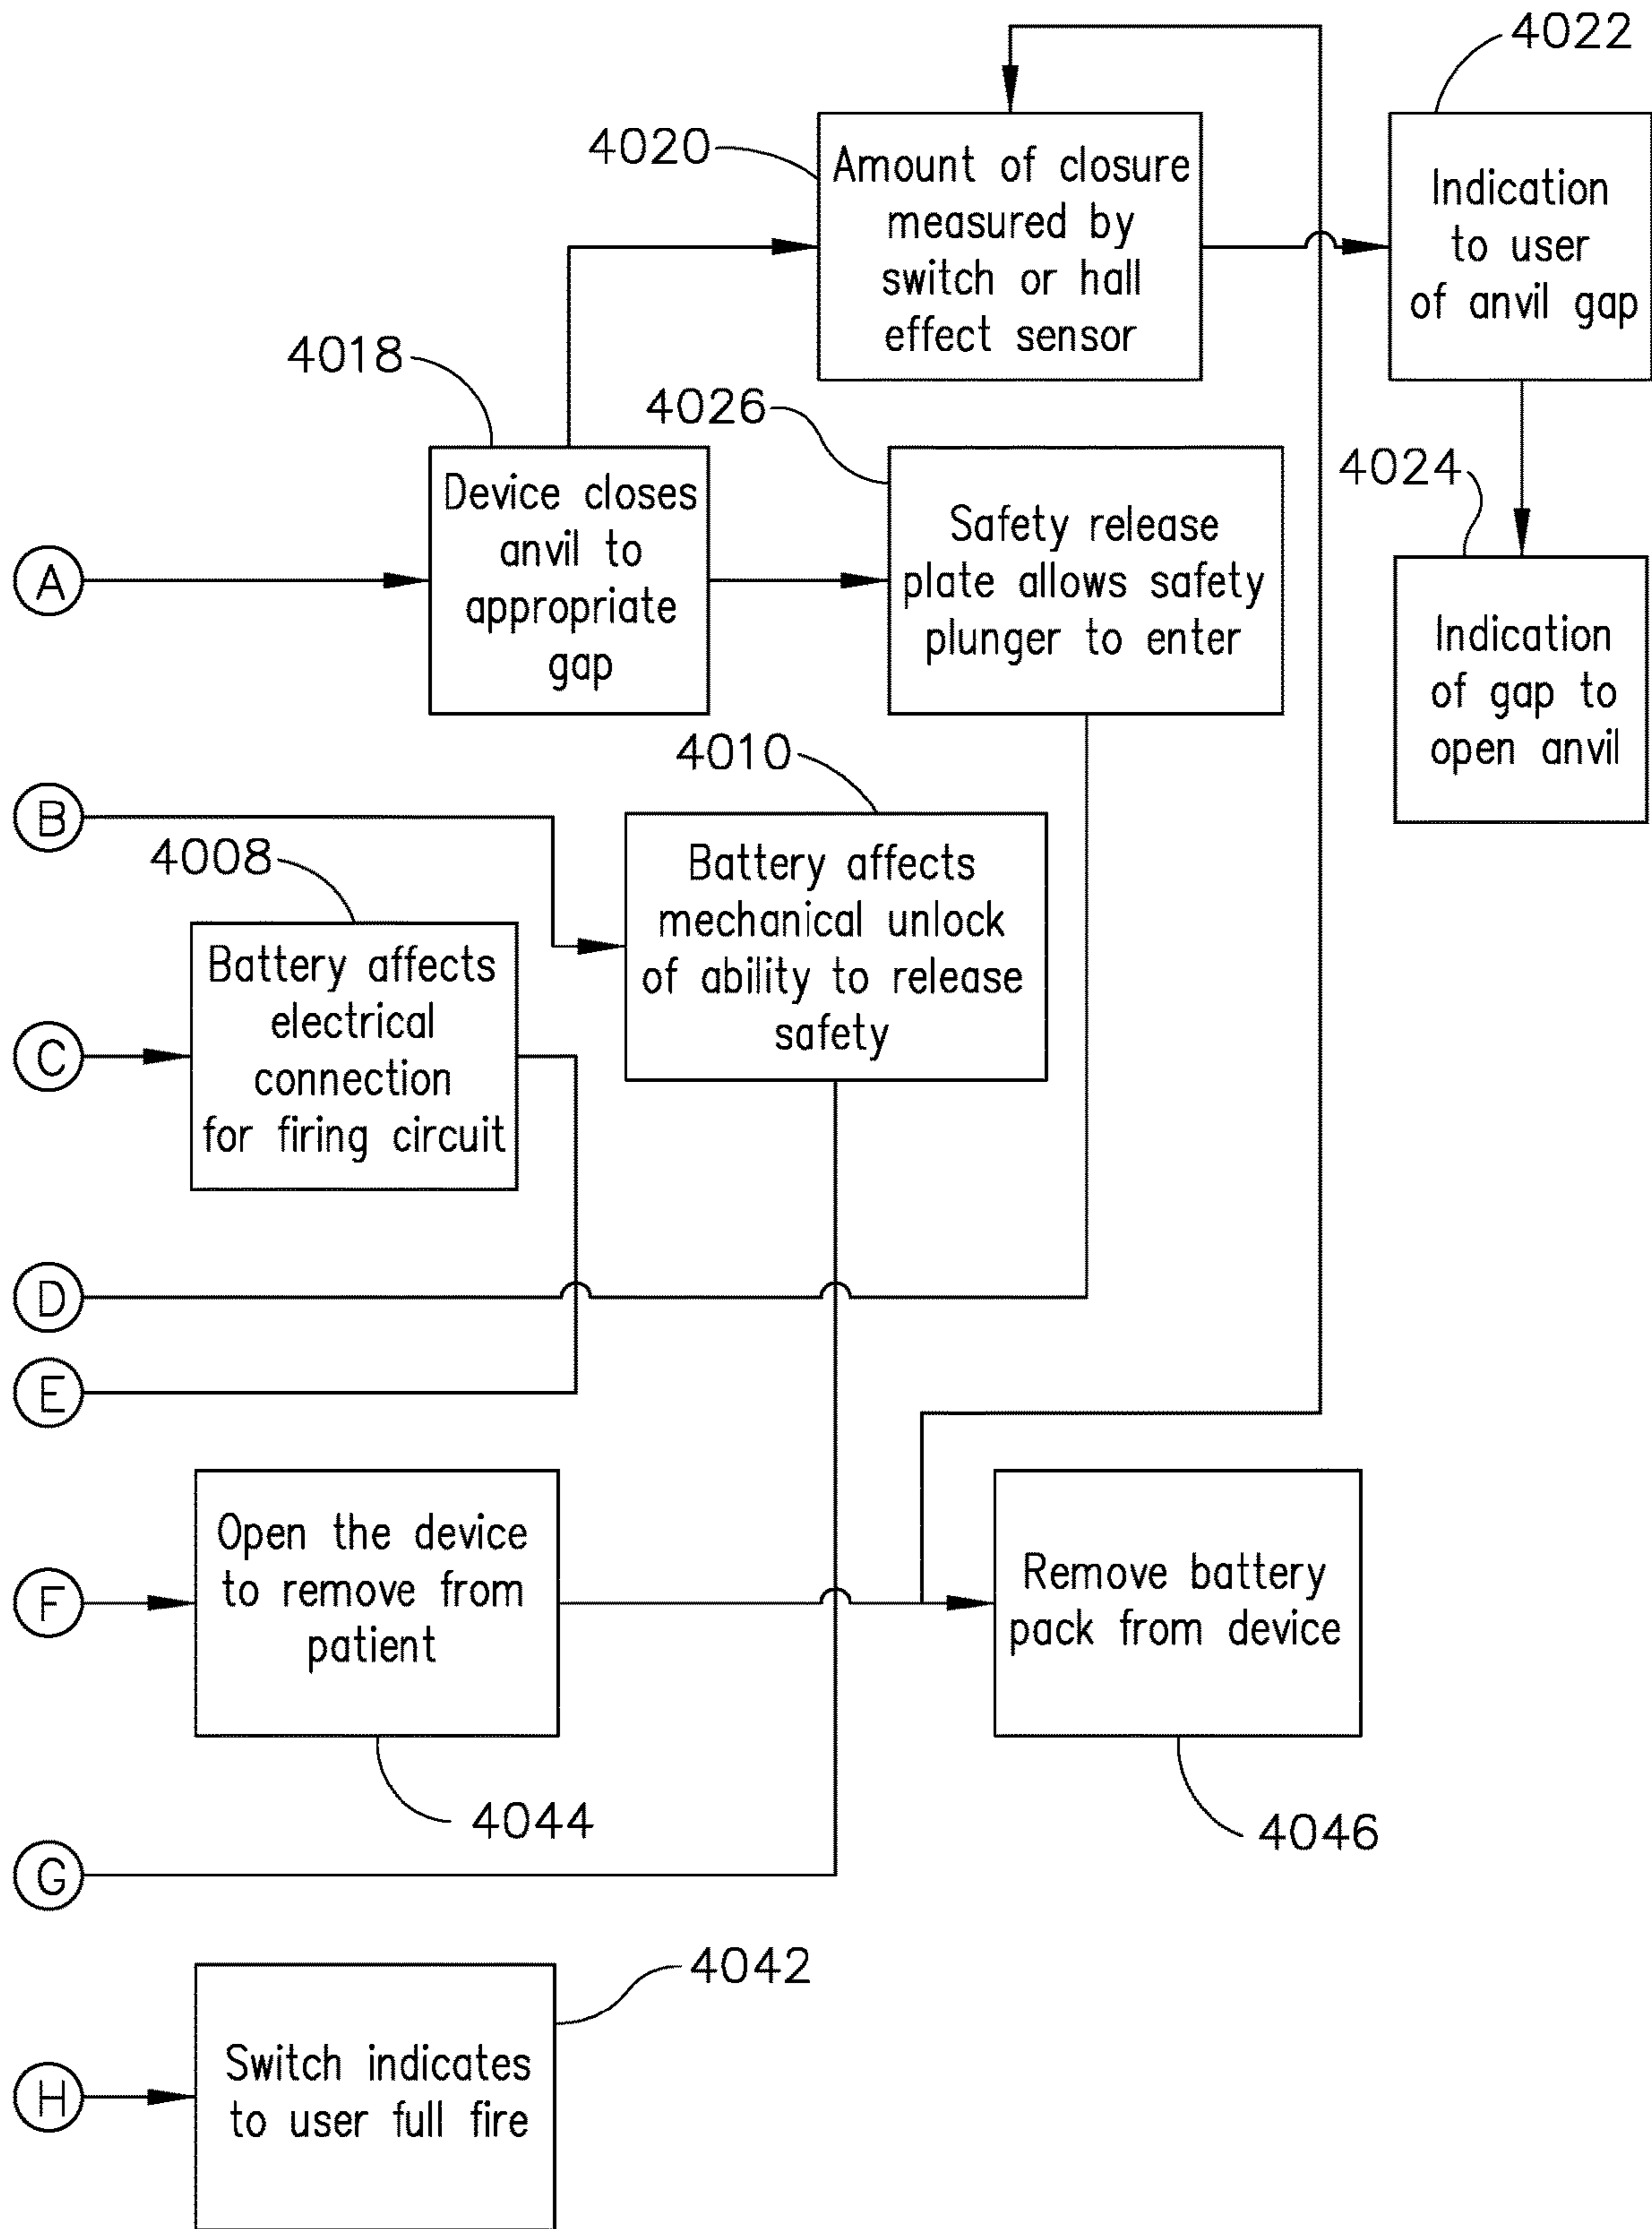 4022
4020
Amount of closure
measured by
switch or hall
effect sensor
Indication
to user
of anvil gap
4018
4026
4024
Device closes
anvil to
appropriate
gap
Safety release
plate allows safety
plunger to enter
A
Indication
of gap to
open anvil
4010
B
4008
Battery affects
mechanical unlock
of ability to release
safety
Battery affects
electrical
connection
for firing circuit
C
D
E
Open the device
to remove from
patient
F
Remove battery
pack from device
4044
4046
G
4042
Switch indicates
to user full fire
H